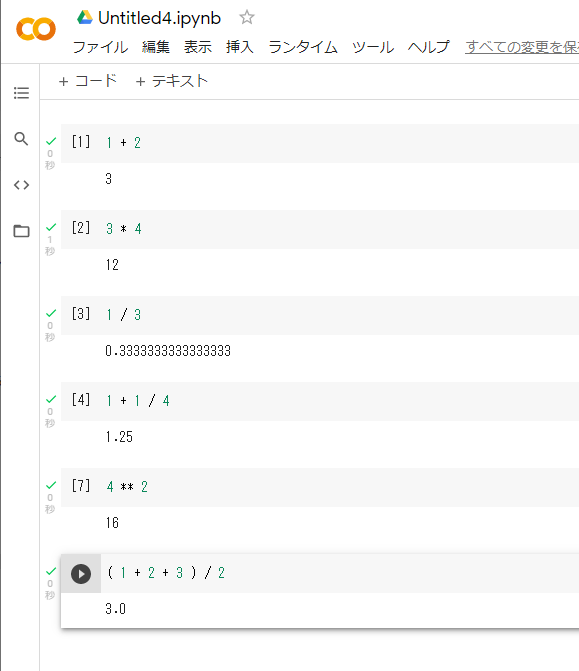 Untitled4.ipynb
ファイル 編集 表示 挿入 ランタイム ツール ヘルプ すべての変更を保
+ コード + テキスト
[1] 1 + 2
0
秒
3
[2] 3 * 4
1
秒
12
[3] 1 / 3
0
秒
0.3333333333333333
[4] 1 + 1 / 4
0
秒
1.25
[7] 4 ** 2
0
秒
16
( 1 + 2 + 3 ) / 2
0
秒
3.0